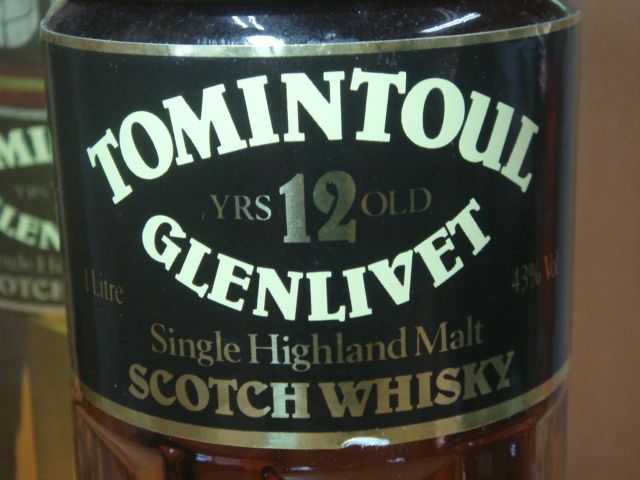 TOMINTOUL
YRS 12 OLD
GLENLIVET
1 Litre
43% Vol
Single Highland Malt
SCOTCH WHISKY